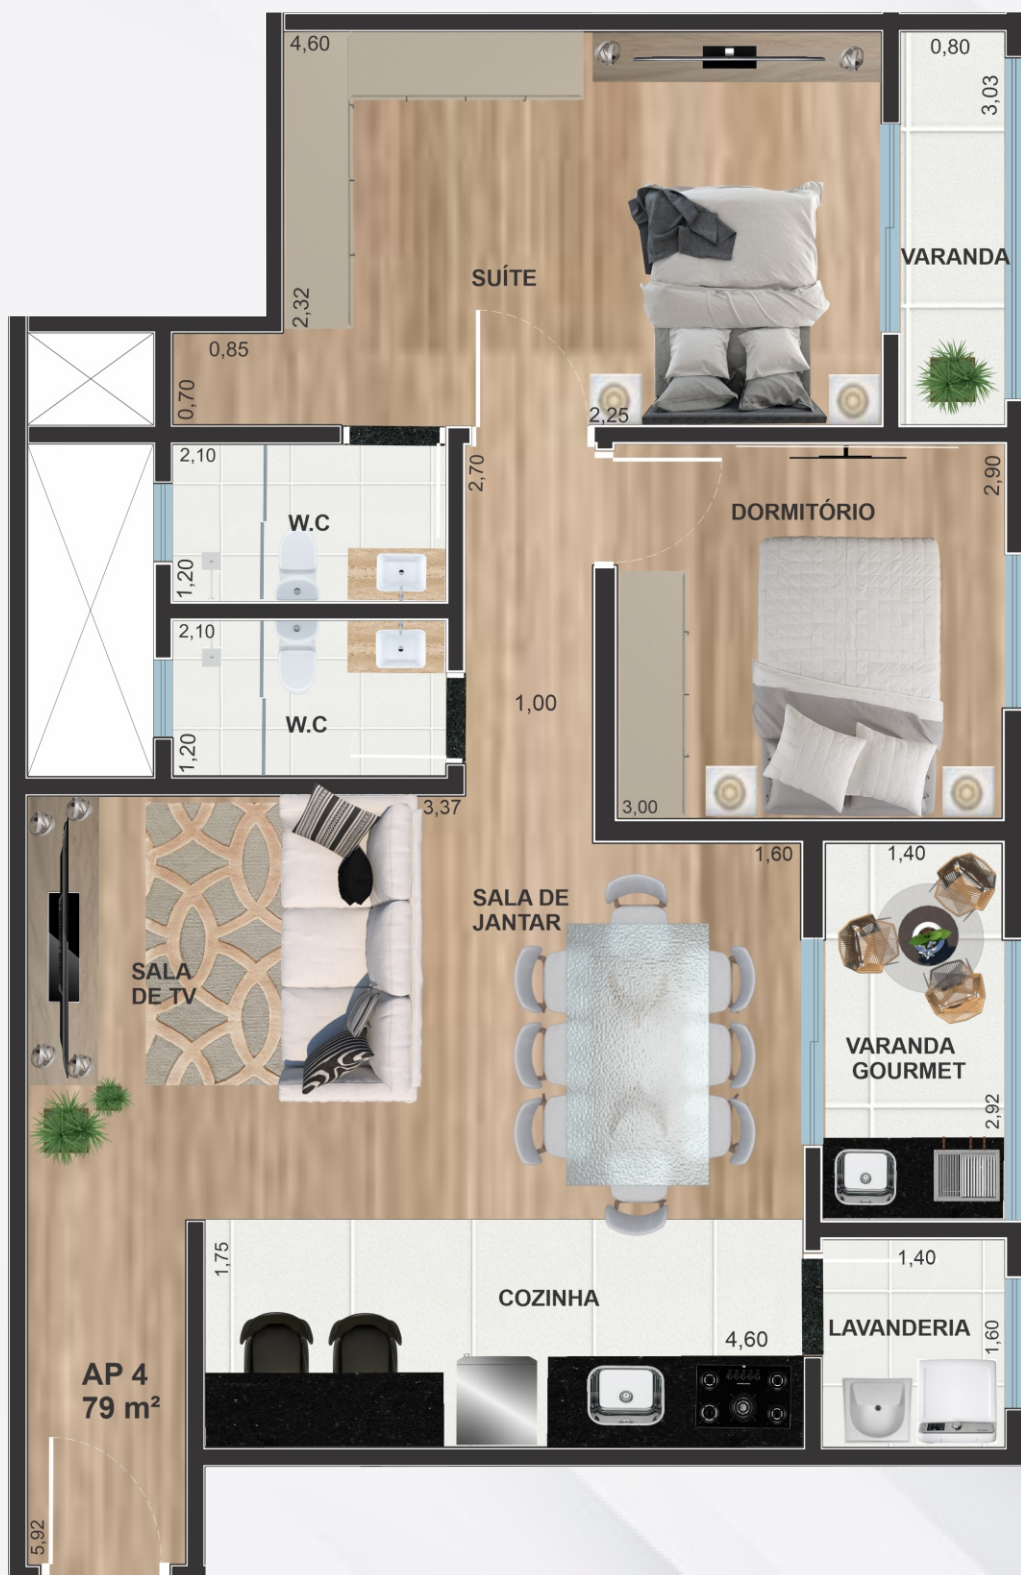 4,60
0,80
3,03
SUÍTE
VARANDA
2,32
0,85
0,70
2,25
2,10
2,70
2,90
W.C
DORMITÓRIO
1,20
2,10
1,00
W.C
1,20
3,37
3,00
1,60
1,40
SALA DE
JANTAR
SALA
DE TV
VARANDA
GOURMET
2,92
1,75
1,40
COZINHA
LAVANDERIA
1,60
4,60
AP 4
79 m²
5,92